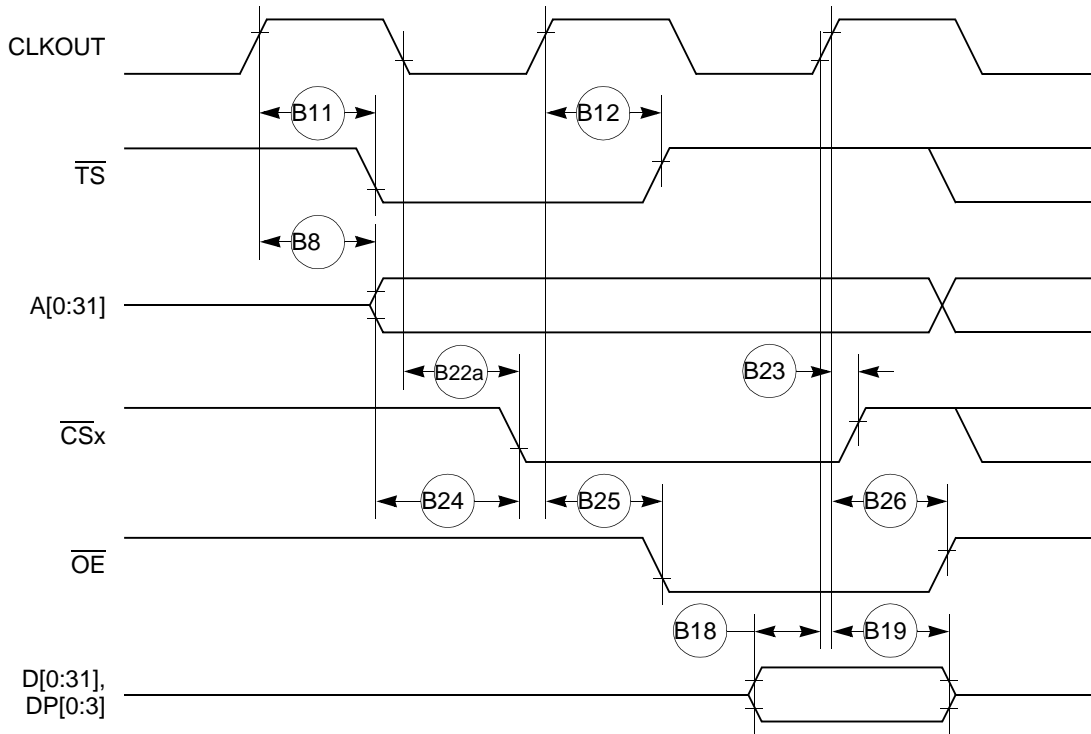 CLKOUT
B11
B12
TS
B8
A[0:31]
B22a
B23
CSx
B24
B25
B26
OE
B18
B19
D[0:31],
DP[0:3]